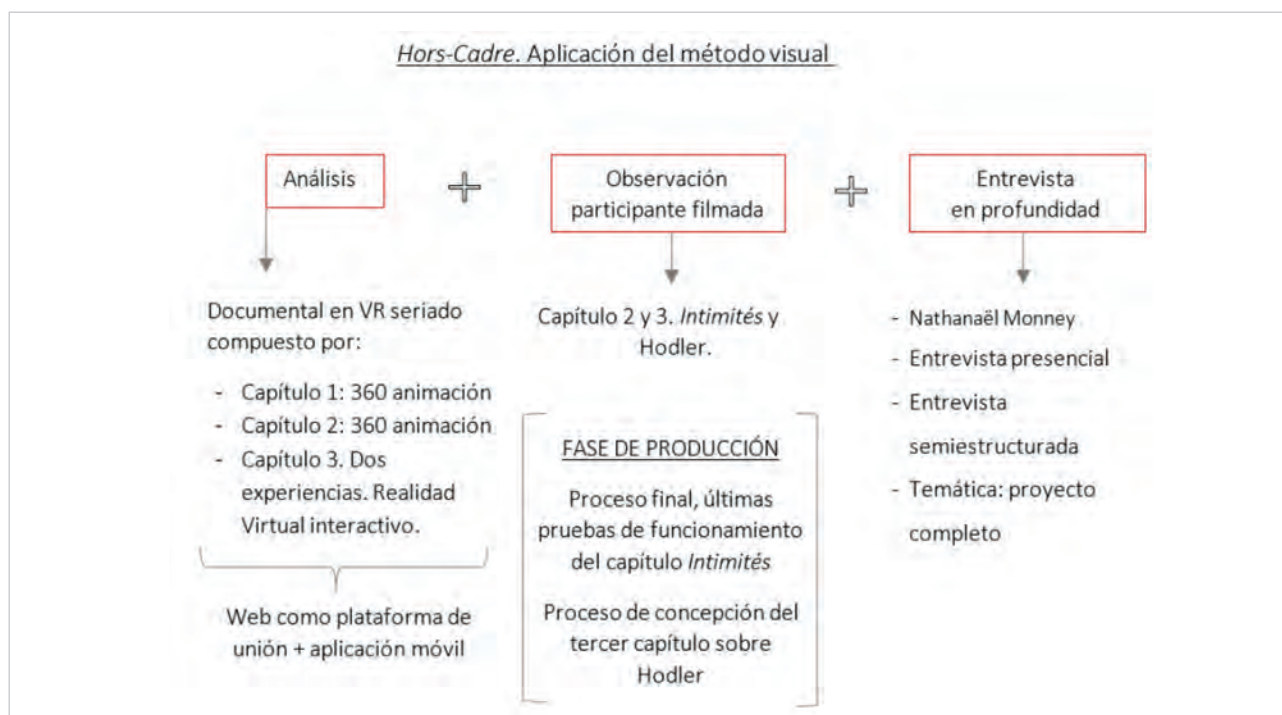 Hors-Cadre. Aplicación del método visual
Análisis
Observación
participante filmada
Entrevista
en profundidad
Documental en VR seriado
compuesto por:
- Capítulo 1: 360 animación
- Capítulo 2: 360 animación
- Capítulo 3. Dos
experiencias. Realidad
Virtual interactivo.
Web como plataforma de
unión + aplicación móvil
Capítulo 2 y 3. Intimités y
Hodler.
FASE DE PRODUCCIÓN
Proceso final, últimas
pruebas de funcionamiento
del capítulo Intimités
Proceso de concepción del
tercer capítulo sobre
Hodler
- Nathanaël Monney
- Entrevista presencial
- Entrevista
semiestructurada
- Temática: proyecto
completo